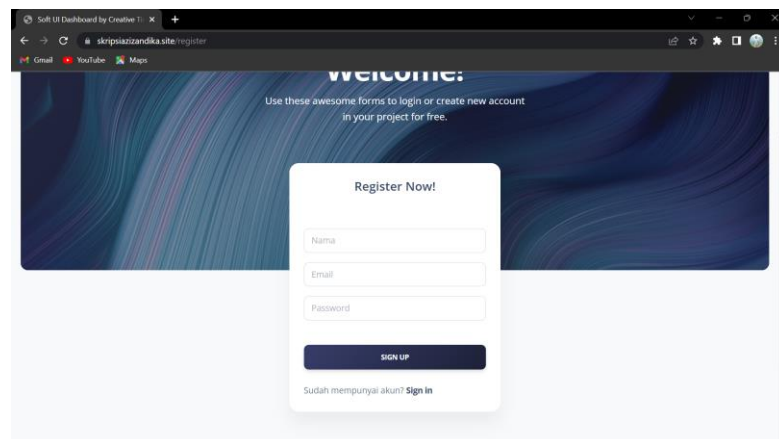 Soft UI Dashboard by Creative Ti
skripsiazizandika.site/register
Gmail YouTube Maps
Welcome!
Use these awesome forms to login or create new account
in your project for free.
Register Now!
Nama
Email
Password
SIGN UP
Sudah mempunyai akun? Sign in